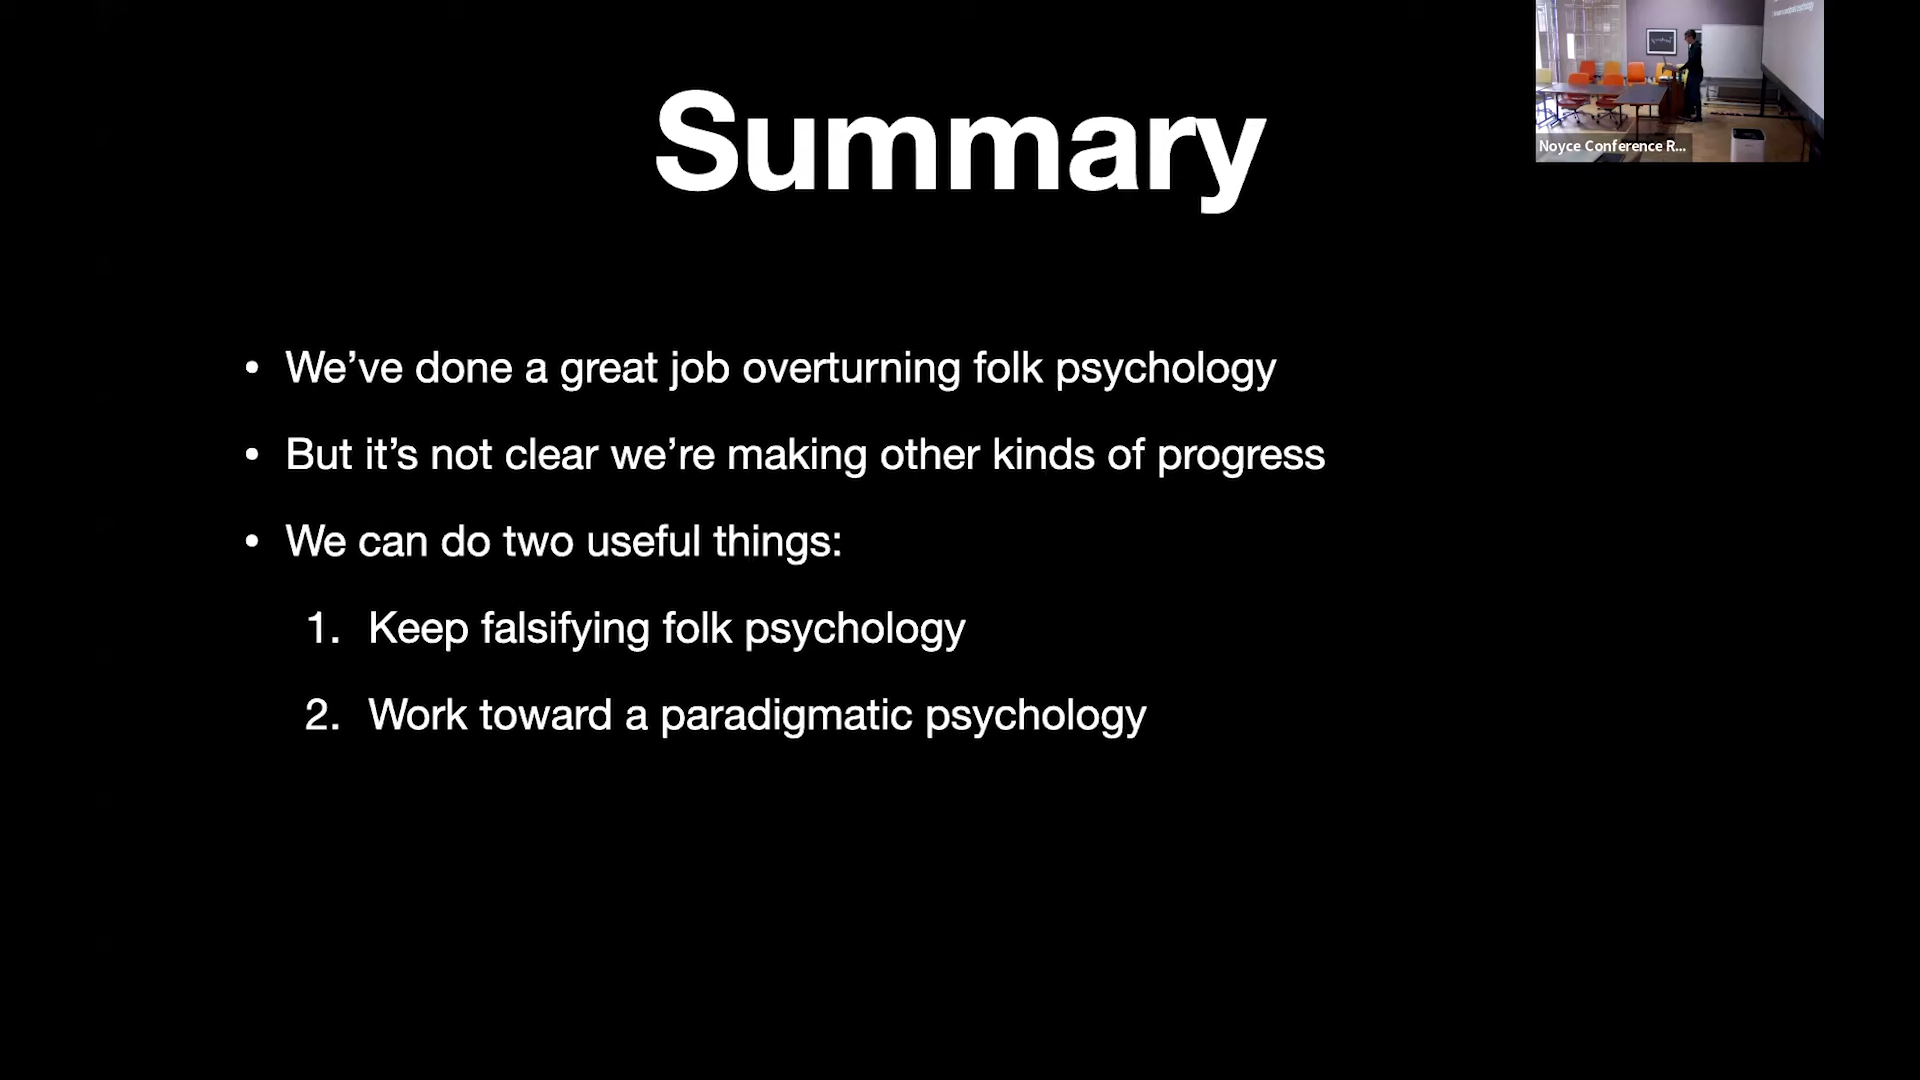 Summary
• We’ve done a great job overturning folk psychology
• But it’s not clear we’re making other kinds of progress
• We can do two useful things:
1. Keep falsifying folk psychology
2. Work toward a paradigmatic psychology
Noyce Conference R...